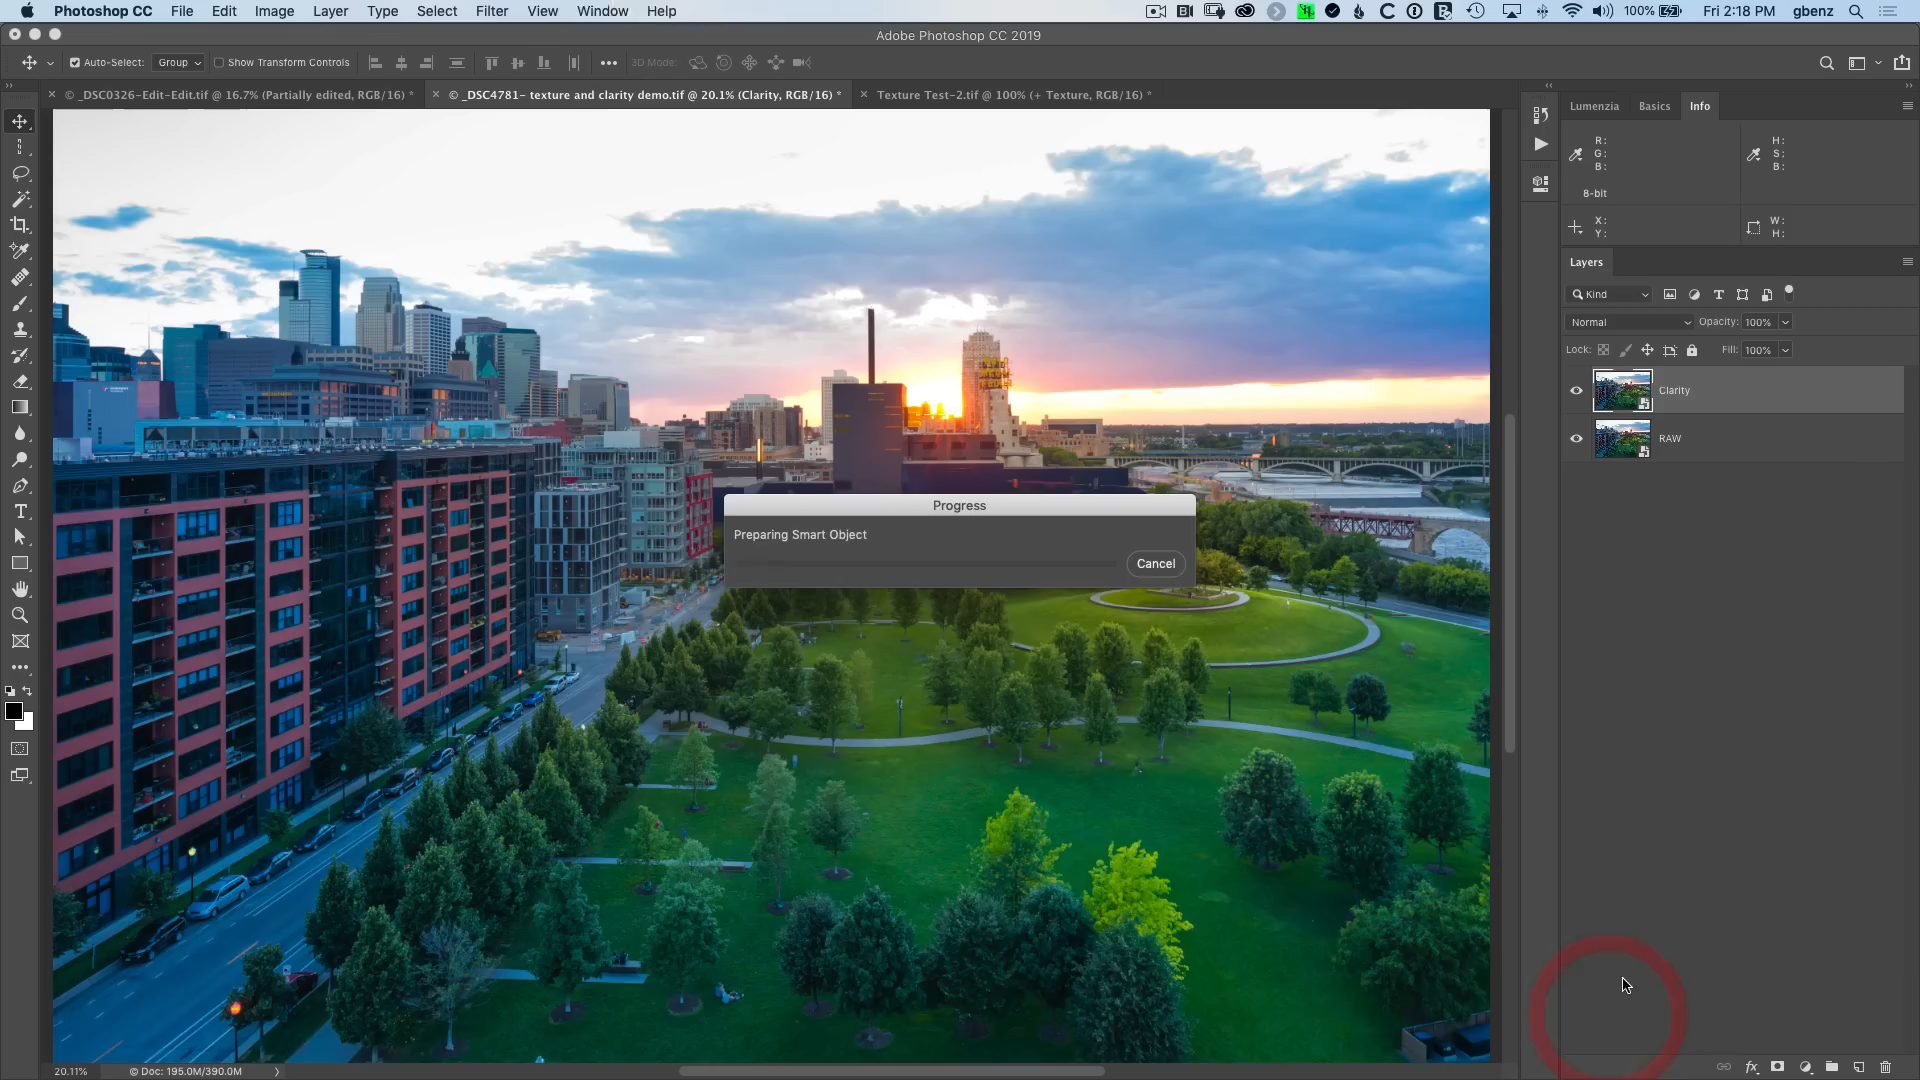 Photoshop CC File Edit Image Layer Type Select Filter View Window Help 100% Fri 2:18 PM gbenz
Adobe Photoshop CC 2019
Auto-Select: Group Show Transform Controls 3D Mode:
© _DSC0326-Edit-Edit.tif @ 16.7% (Partially edited, RGB/16) * © _DSC4781- texture and clarity demo.tif @ 20.1% (Clarity, RGB/16) * Texture Test-2.tif @ 100% (+ Texture, RGB/16) *
Lumenzia Basics Info
R: H:
G: S:
B: B:
8-bit
X: W:
Y: H:
Layers
Kind
Normal Opacity: 100%
Lock: Fill: 100%
Clarity
RAW
Progress
Preparing Smart Object
Cancel
20.11% © Doc: 195.0M/390.0M